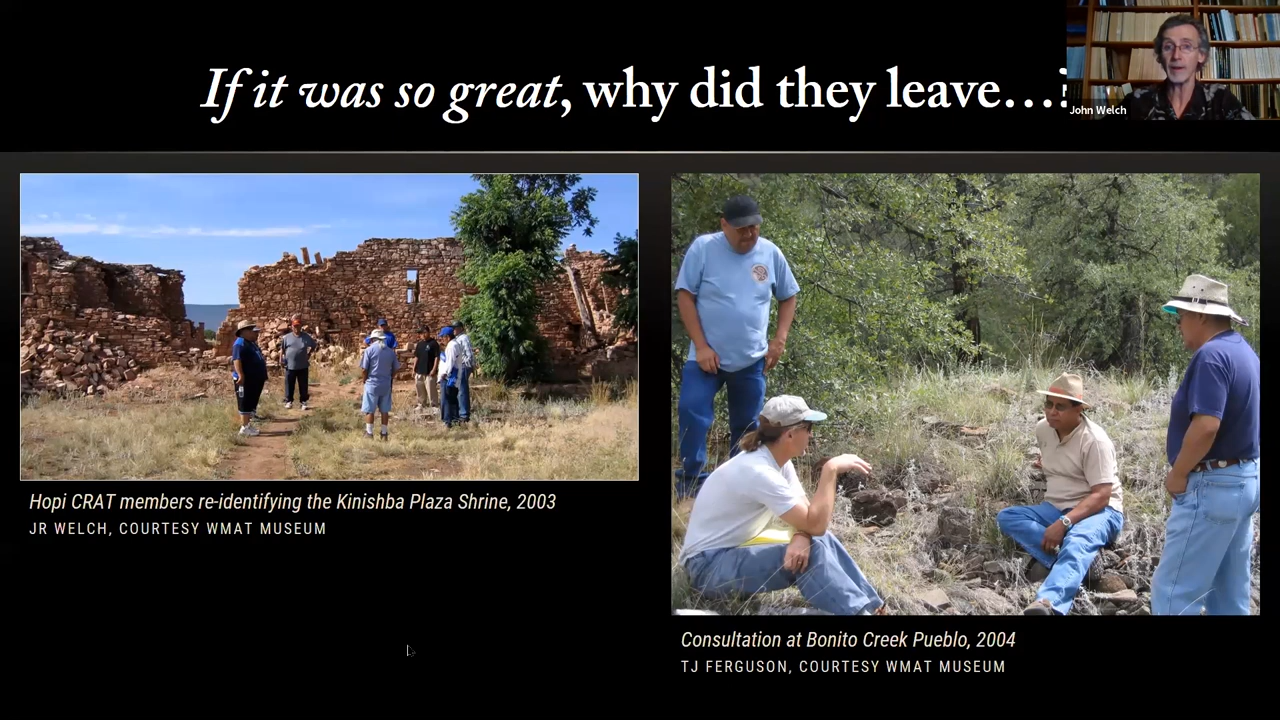 If it was so great, why did they leave…?
John Welch
Hopi CRAT members re-identifying the Kinishba Plaza Shrine, 2003
JR WELCH, COURTESY WMAT MUSEUM
Consultation at Bonito Creek Pueblo, 2004
TJ FERGUSON, COURTESY WMAT MUSEUM